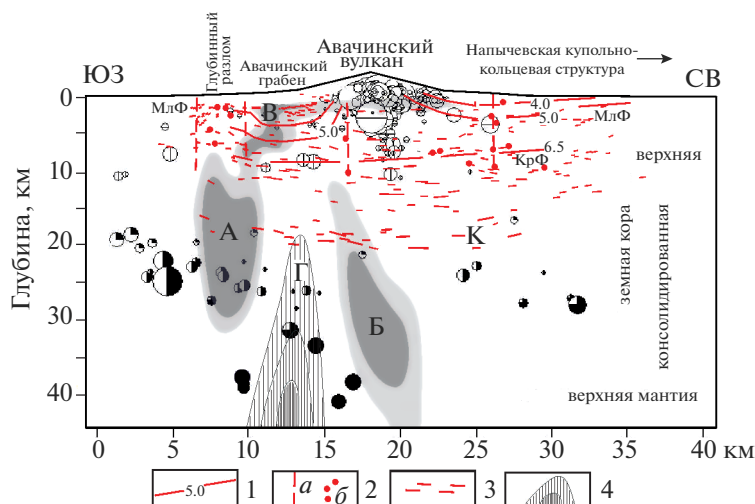 ЮЗ
Глубинный
разлом
Авачинский
грабен
Авачинский
вулкан
Напычевская купольно-
кольцевая структура
СВ
Глубина, км
0
10
20
30
40
МлФ
В
5.0
4.0
5.0
МлФ
6.5
КрФ
верхняя
А
К
Г
Б
земная кора
консолидированная
верхняя мантия
0
5
10
15
20
25
30
35
40
км
5.0
1
а
б
2
3
4